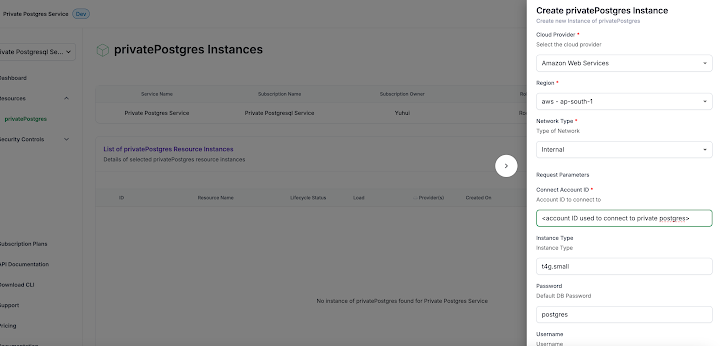 Private Postgres Service Dev
ivate Postgresql Se...
ashboard
esources
privatePostgres
ecurity Controls
ubscription Plans
PI Documentation
ownload CLI
upport
ricing
privatePostgres Instances
Service Name Subscription Name Subscription Owner
Private Postgres Service Private Postgresql Service Yuhui Ro
List of privatePostgres Resource Instances
Details of selected privatePostgres resource instances
ID Resource Name Lifecycle Status Load Provider(s) Created On
No instance of privatePostgres found for Private Postgres Service
Create privatePostgres Instance
Create new Instance of privatePostgres
Cloud Provider *
Select the cloud provider
Amazon Web Services
Region *
aws - ap-south-1
Network Type *
Type of Network
Internal
Request Parameters
Connect Account ID *
Account ID to connect to
<account ID used to connect to private postgres>
Instance Type
Instance Type
t4g.small
Password
Default DB Password
postgres
Username
Username